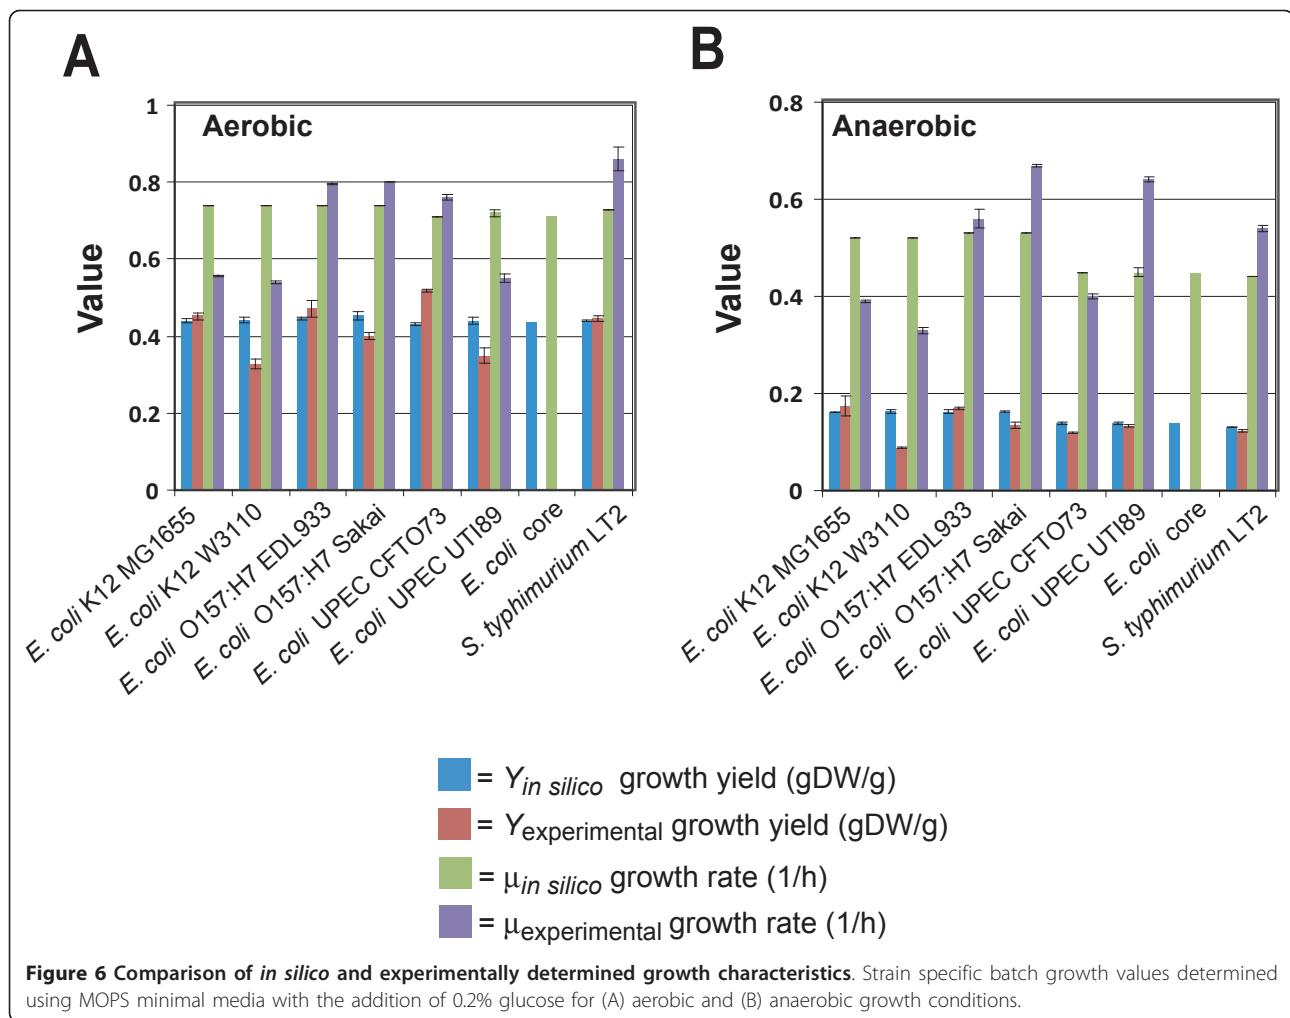 A
Aerobic
Value
1
0.8
0.6
0.4
0.2
0
E. coli K12 MG1655
E. coli K12 W3110
E. coli O157:H7 EDL933
E. coli O157:H7 Sakai
E. coli UPEC CFTO73
E. coli UPEC UTI89
E. coli core
S. typhimurium LT2
B
Anaerobic
Value
0.8
0.6
0.4
0.2
0
E. coli K12 MG1655
E. coli K12 W3110
E. coli O157:H7 EDL933
E. coli O157:H7 Sakai
E. coli UPEC CFTO73
E. coli UPEC UTI89
E. coli core
S. typhimurium LT2
= Yin silico growth yield (gDW/g)
= Yexperimental growth yield (gDW/g)
= μin silico growth rate (1/h)
= μexperimental growth rate (1/h)
Figure 6 Comparison of in silico and experimentally determined growth characteristics. Strain specific batch growth values determined
using MOPS minimal media with the addition of 0.2% glucose for (A) aerobic and (B) anaerobic growth conditions.